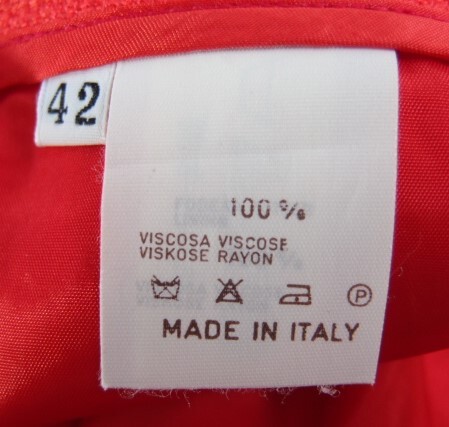 42
100 %
VISCOSA VISCOSE
VISKOSE RAYON
P
MADE IN ITALY